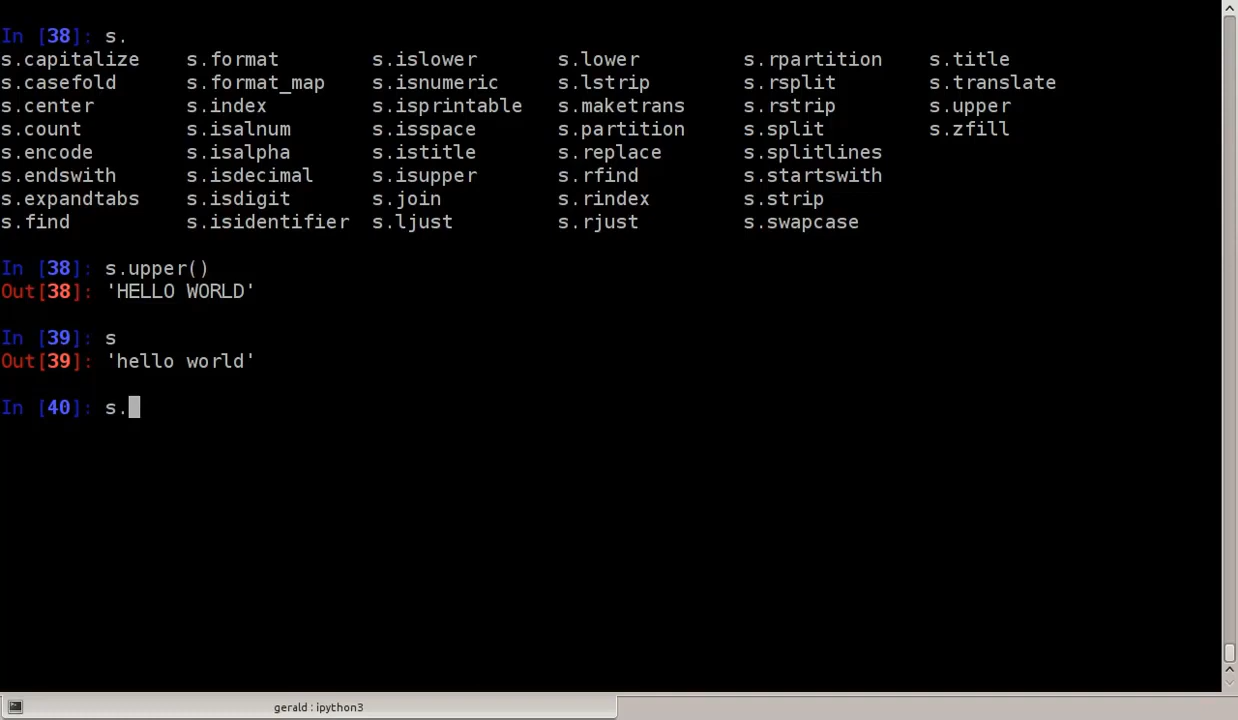 In [38]: s.
s.capitalize s.format s.islower s.lower s.rpartition s.title
s.casefold s.format_map s.isnumeric s.lstrip s.rsplit s.translate
s.center s.index s.isprintable s.maketrans s.rstrip s.upper
s.count s.isalnum s.isspace s.partition s.split s.zfill
s.encode s.isalpha s.istitle s.replace s.splitlines
s.endswith s.isdecimal s.isupper s.rfind s.startswith
s.expandtabs s.isdigit s.join s.rindex s.strip
s.find s.isidentifier s.ljust s.rjust s.swapcase
In [38]: s.upper()
Out[38]: 'HELLO WORLD'
In [39]: s
Out[39]: 'hello world'
In [40]: s.
gerald : ipython3